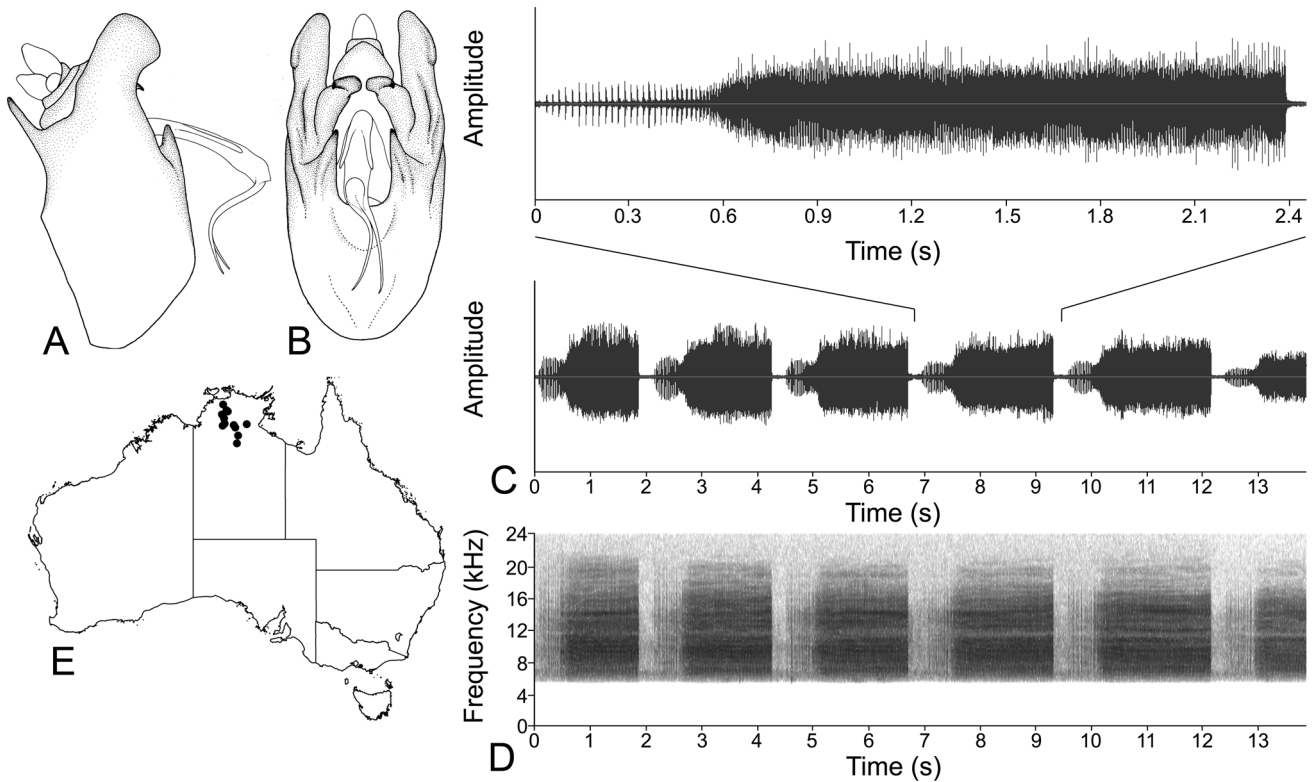 Amplitude
0 0.3 0.6 0.9 1.2 1.5 1.8 2.1 2.4
Time (s)
A
B
Amplitude
C
0 1 2 3 4 5 6 7 8 9 10 11 12 13
Time (s)
E
Frequency (kHz)
24
20
16
12
8
4
0
D
0 1 2 3 4 5 6 7 8 9 10 11 12 13
Time (s)